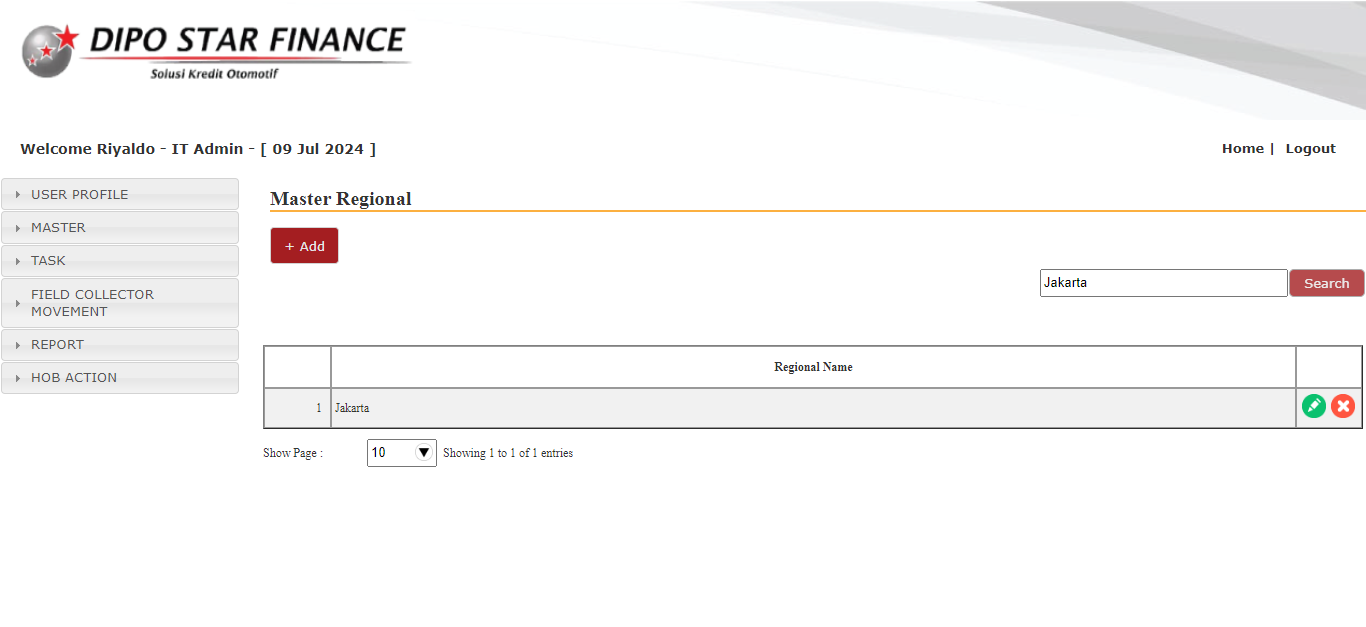 DIPO STAR FINANCE
Solusi Kredit Otomotif
Welcome Riyaldo - IT Admin - [ 09 Jul 2024 ]
Home | Logout
USER PROFILE
MASTER
TASK
FIELD COLLECTOR
MOVEMENT
REPORT
HOB ACTION
Master Regional
+ Add
Jakarta Search
Regional Name
1 Jakarta
Show Page : 10 Showing 1 to 1 of 1 entries